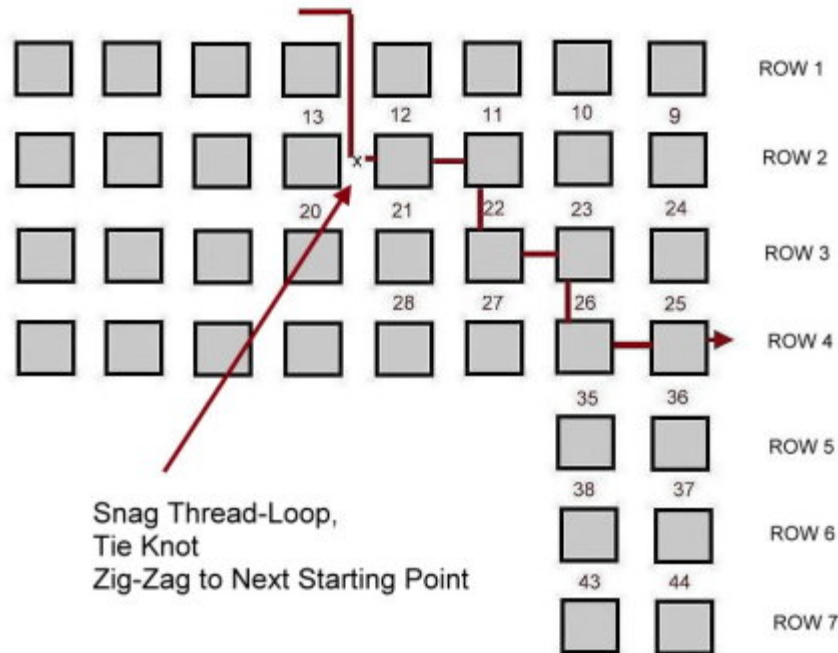 ROW 1
13 12 11 10 9
x
ROW 2
20 21 22 23 24
ROW 3
28 27 26 25
ROW 4
35 36
ROW 5
38 37
ROW 6
43 44
ROW 7
Snag Thread-Loop,
Tie Knot
Zig-Zag to Next Starting Point